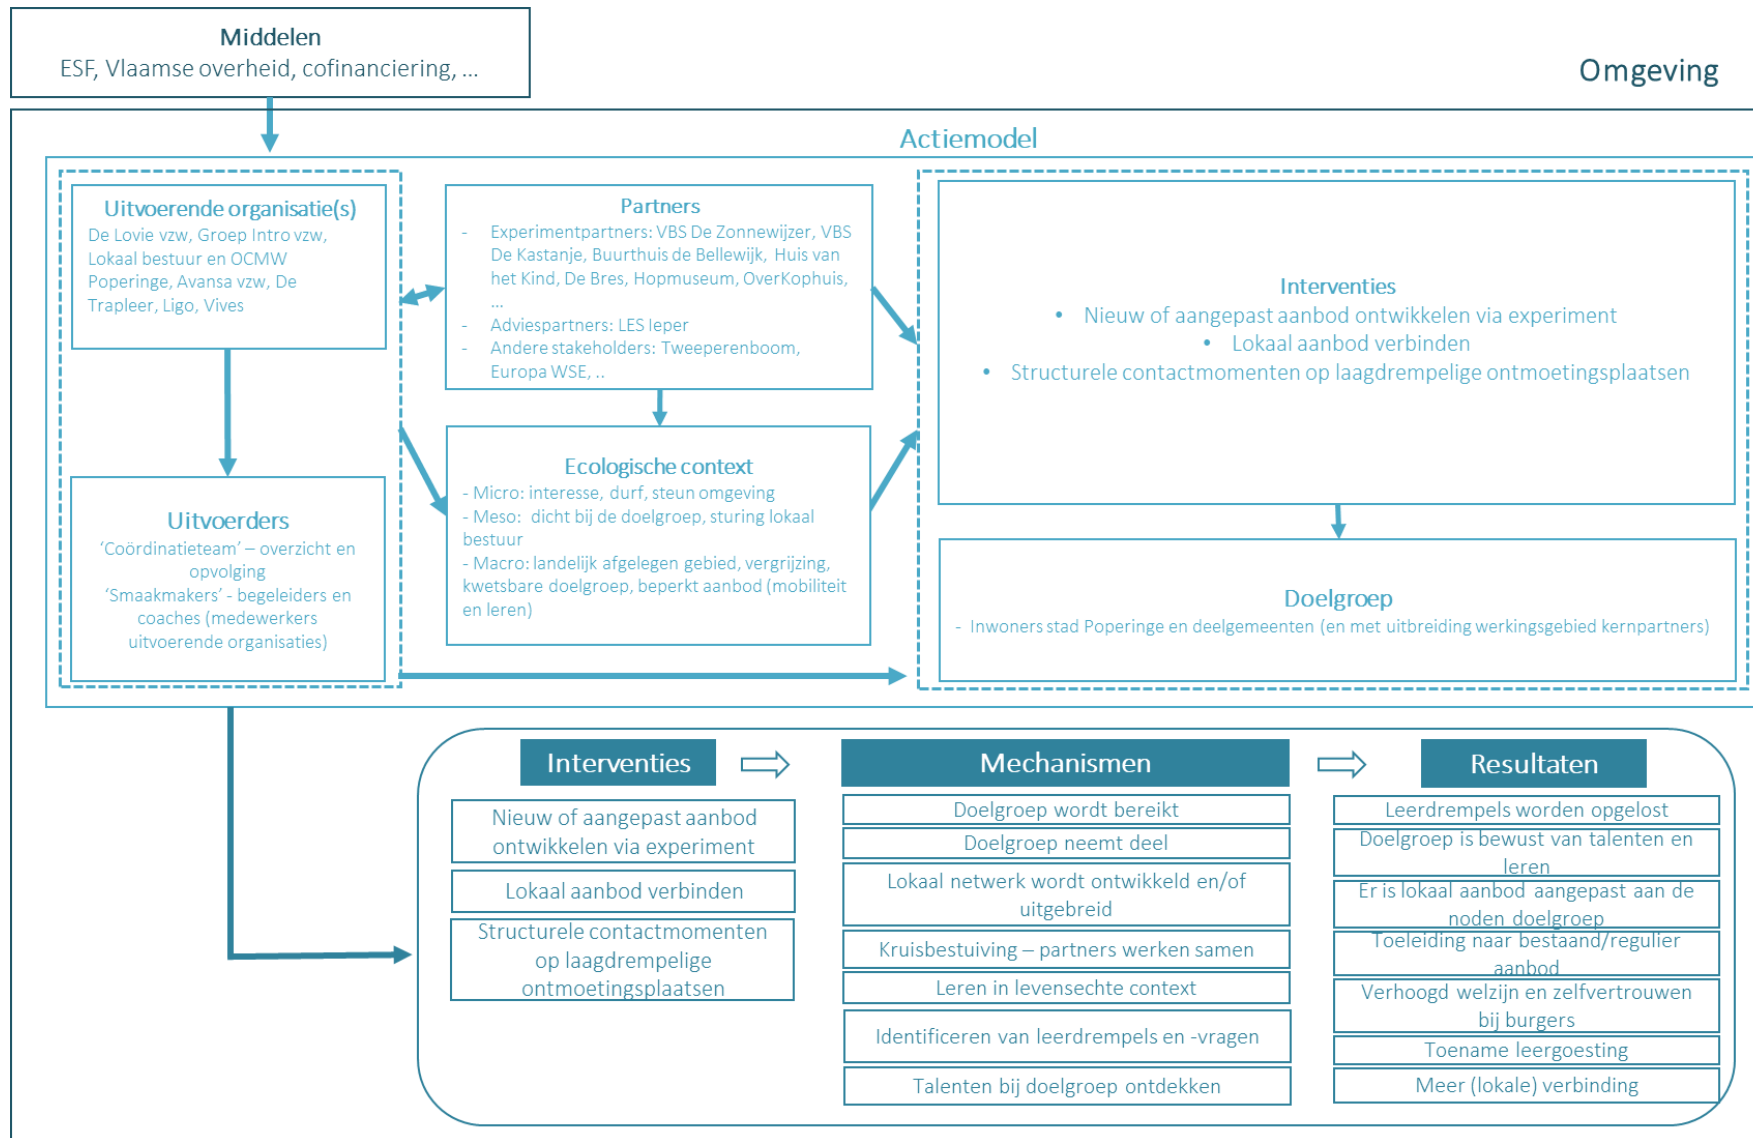 Middelen
ESF, Vlaamse overheid, cofinanciering, ...
Omgeving
Actiemodel
Uitvoerende organisatie(s)
De Lovie vzw, Groep Intro vzw,
Lokaal bestuur en OCMW
Poperinge, Avansa vzw, De
Trapleer, Ligo, Vives
Uitvoerders
‘Coördinatieteam’ – overzicht en
opvolging
‘Smaakmakers’ - begeleiders en
coaches (medewerkers
uitvoerende organisaties)
Partners
- Experimentpartners: VBS De Zonnewijzer, VBS
De Kastanje, Buurthuis de Bellewijk, Huis van
het Kind, De Bres, Hopmuseum, OverKophuis,
...
- Adviespartners: LES Ieper
- Andere stakeholders: Tweeperenboom,
Europa WSE, ..
Ecologische context
- Micro: interesse, durf, steun omgeving
- Meso: dicht bij de doelgroep, sturing lokaal
bestuur
- Macro: landelijk afgelegen gebied, vergrijzing,
kwetsbare doelgroep, beperkt aanbod (mobiliteit
en leren)
Interventies
• Nieuw of aangepast aanbod ontwikkelen via experiment
• Lokaal aanbod verbinden
• Structurele contactmomenten op laagdrempelige ontmoetingsplaatsen
Doelgroep
- Inwoners stad Poperinge en deelgemeenten (en met uitbreiding werkingsgebied kernpartners)
Interventies
Nieuw of aangepast aanbod
ontwikkelen via experiment
Lokaal aanbod verbinden
Structurele contactmomenten
op laagdrempelige
ontmoetingsplaatsen
Mechanismen
Doelgroep wordt bereikt
Doelgroep neemt deel
Lokaal netwerk wordt ontwikkeld en/of
uitgebreid
Kruisbestuiving – partners werken samen
Leren in levensechte context
Identificeren van leerdrempels en -vragen
Talenten bij doelgroep ontdekken
Resultaten
Leerdrempels worden opgelost
Doelgroep is bewust van talenten en
leren
Er is lokaal aanbod aangepast aan de
noden doelgroep
Toeleiding naar bestaand/regulier
aanbod
Verhoogd welzijn en zelfvertrouwen
bij burgers
Toename leergoesting
Meer (lokale) verbinding